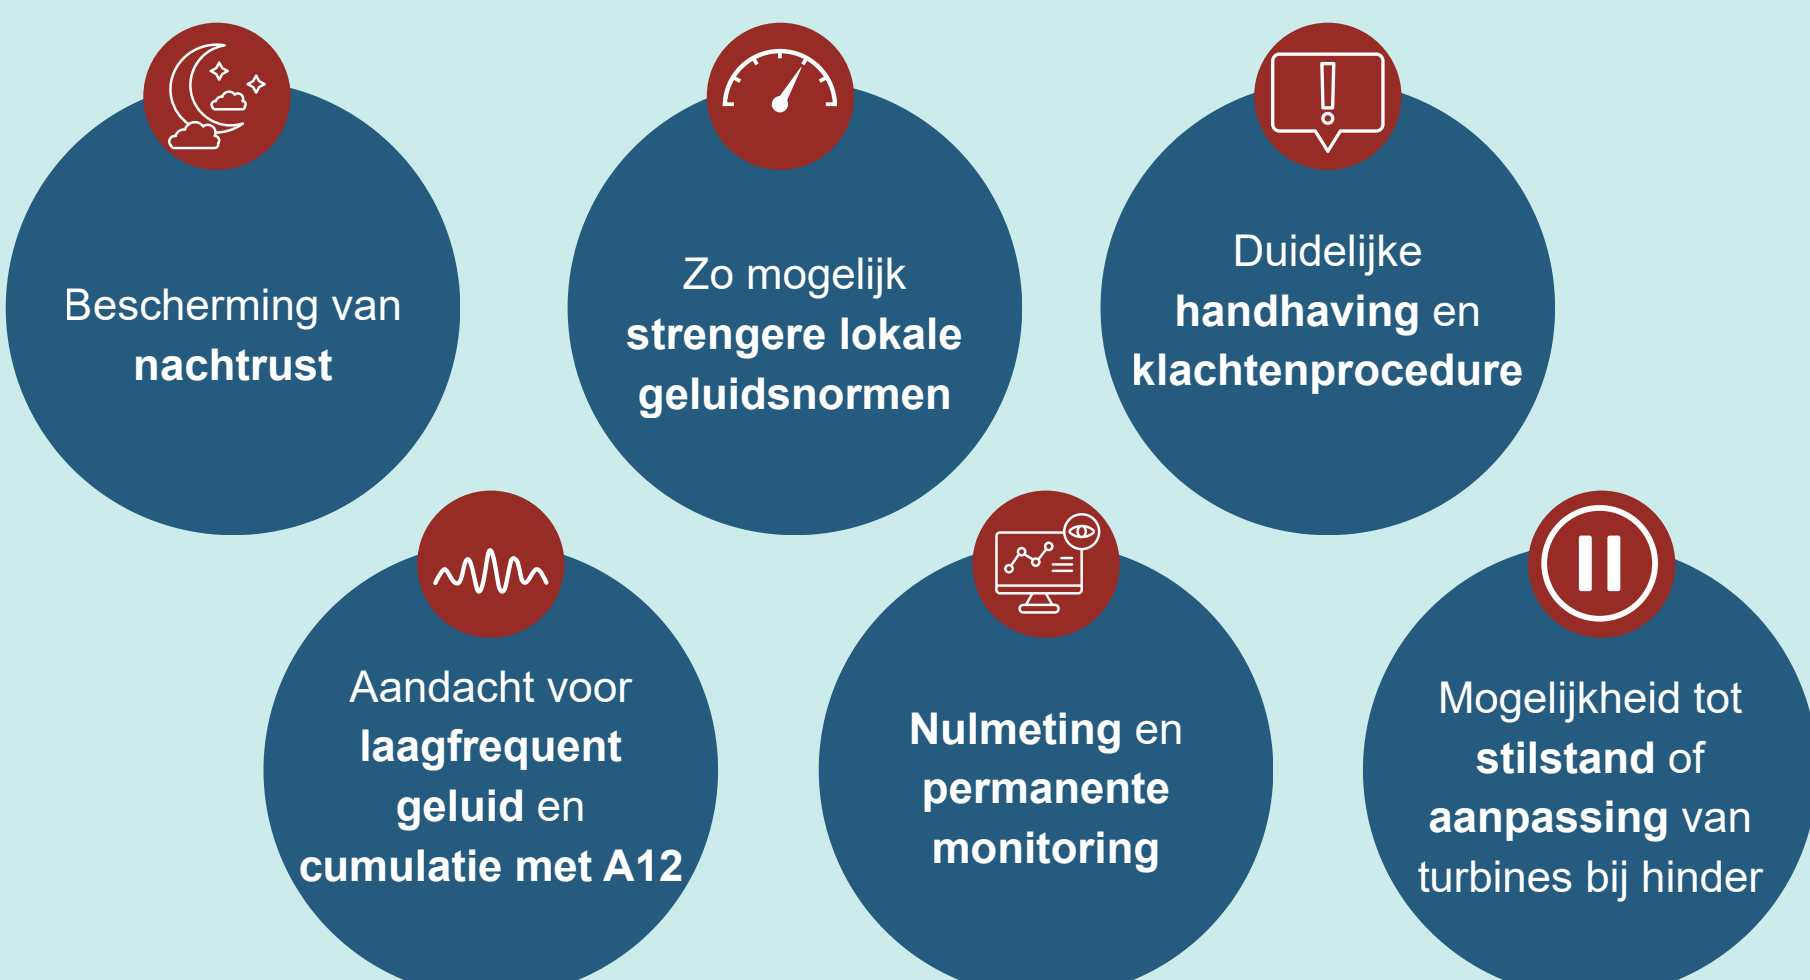 Bescherming van
nachtrust
Zo mogelijk
strengere lokale
geluidsnormen
Duidelijke
handhaving en
klachtenprocedure
Aandacht voor
laagfrequent
geluid en
cumulatie met A12
Nulmeting en
permanente
monitoring
Mogelijkheid tot
stilstand of
aanpassing van
turbines bij hinder